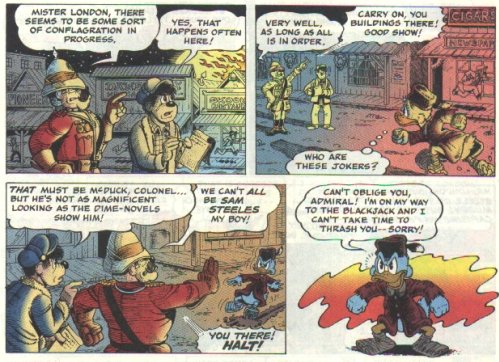 MISTER LONDON, THERE
SEEMS TO BE SOME SORT
OF CONFLAGRATION IN
PROGRESS.
YES, THAT
HAPPENS OFTEN
HERE!
PIONEER
VERY WELL,
AS LONG AS ALL
IS IN ORDER.
CARRY ON, YOU
BUILDINGS THERE!
GOOD SHOW!
CIGARS
WHO ARE
THESE JOKERS?
THAT MUST BE McDUCK, COLONEL...
BUT HE'S NOT AS MAGNIFICENT
LOOKING AS THE DIME-NOVELS
SHOW HIM!
WE CAN'T ALL
BE SAM
STEELES
MY BOY!
YOU THERE!
HALT!
CAN'T OBLIGE YOU,
ADMIRAL! I'M ON MY WAY
TO THE BLACKJACK AND I
CAN'T TAKE TIME TO
THRASH YOU--SORRY!